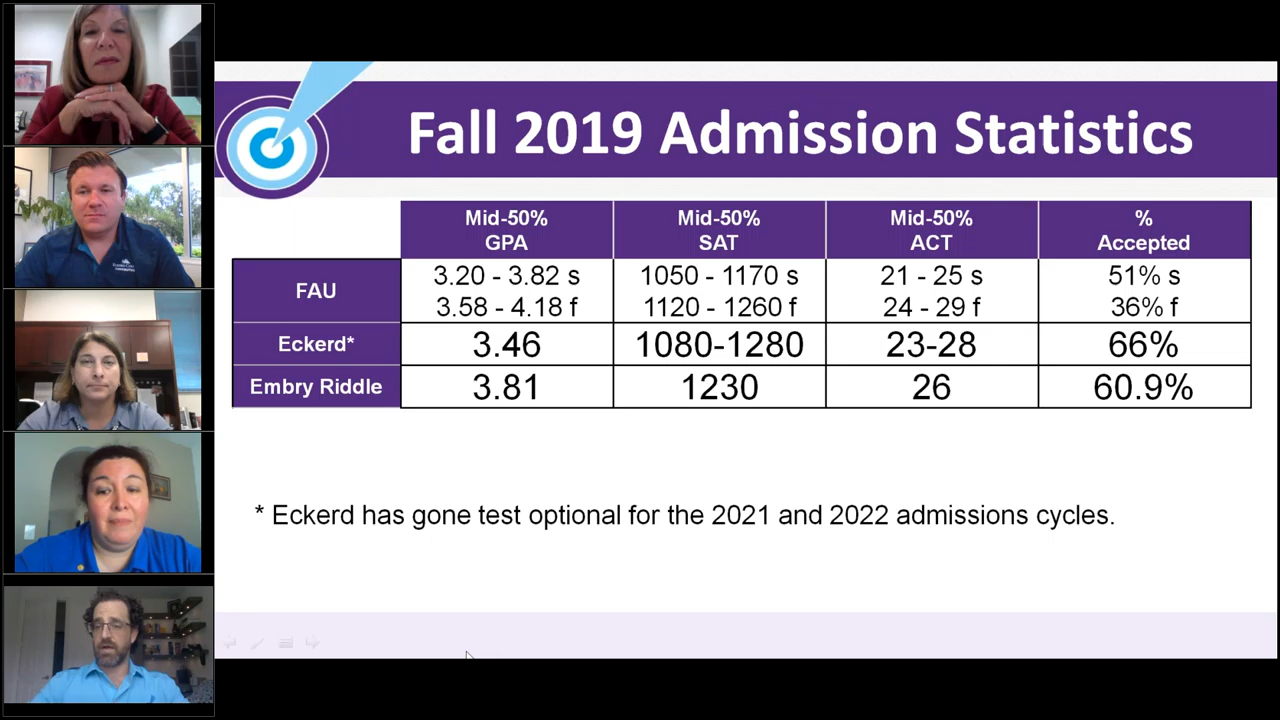 Fall 2019 Admission Statistics
Mid-50% GPA
Mid-50% SAT
Mid-50% ACT
% Accepted
FAU
3.20 - 3.82 s
3.58 - 4.18 f
1050 - 1170 s
1120 - 1260 f
21 - 25 s
24 - 29 f
51% s
36% f
Eckerd* 3.46 1080-1280 23-28 66%
Embry Riddle 3.81 1230 26 60.9%
* Eckerd has gone test optional for the 2021 and 2022 admissions cycles.